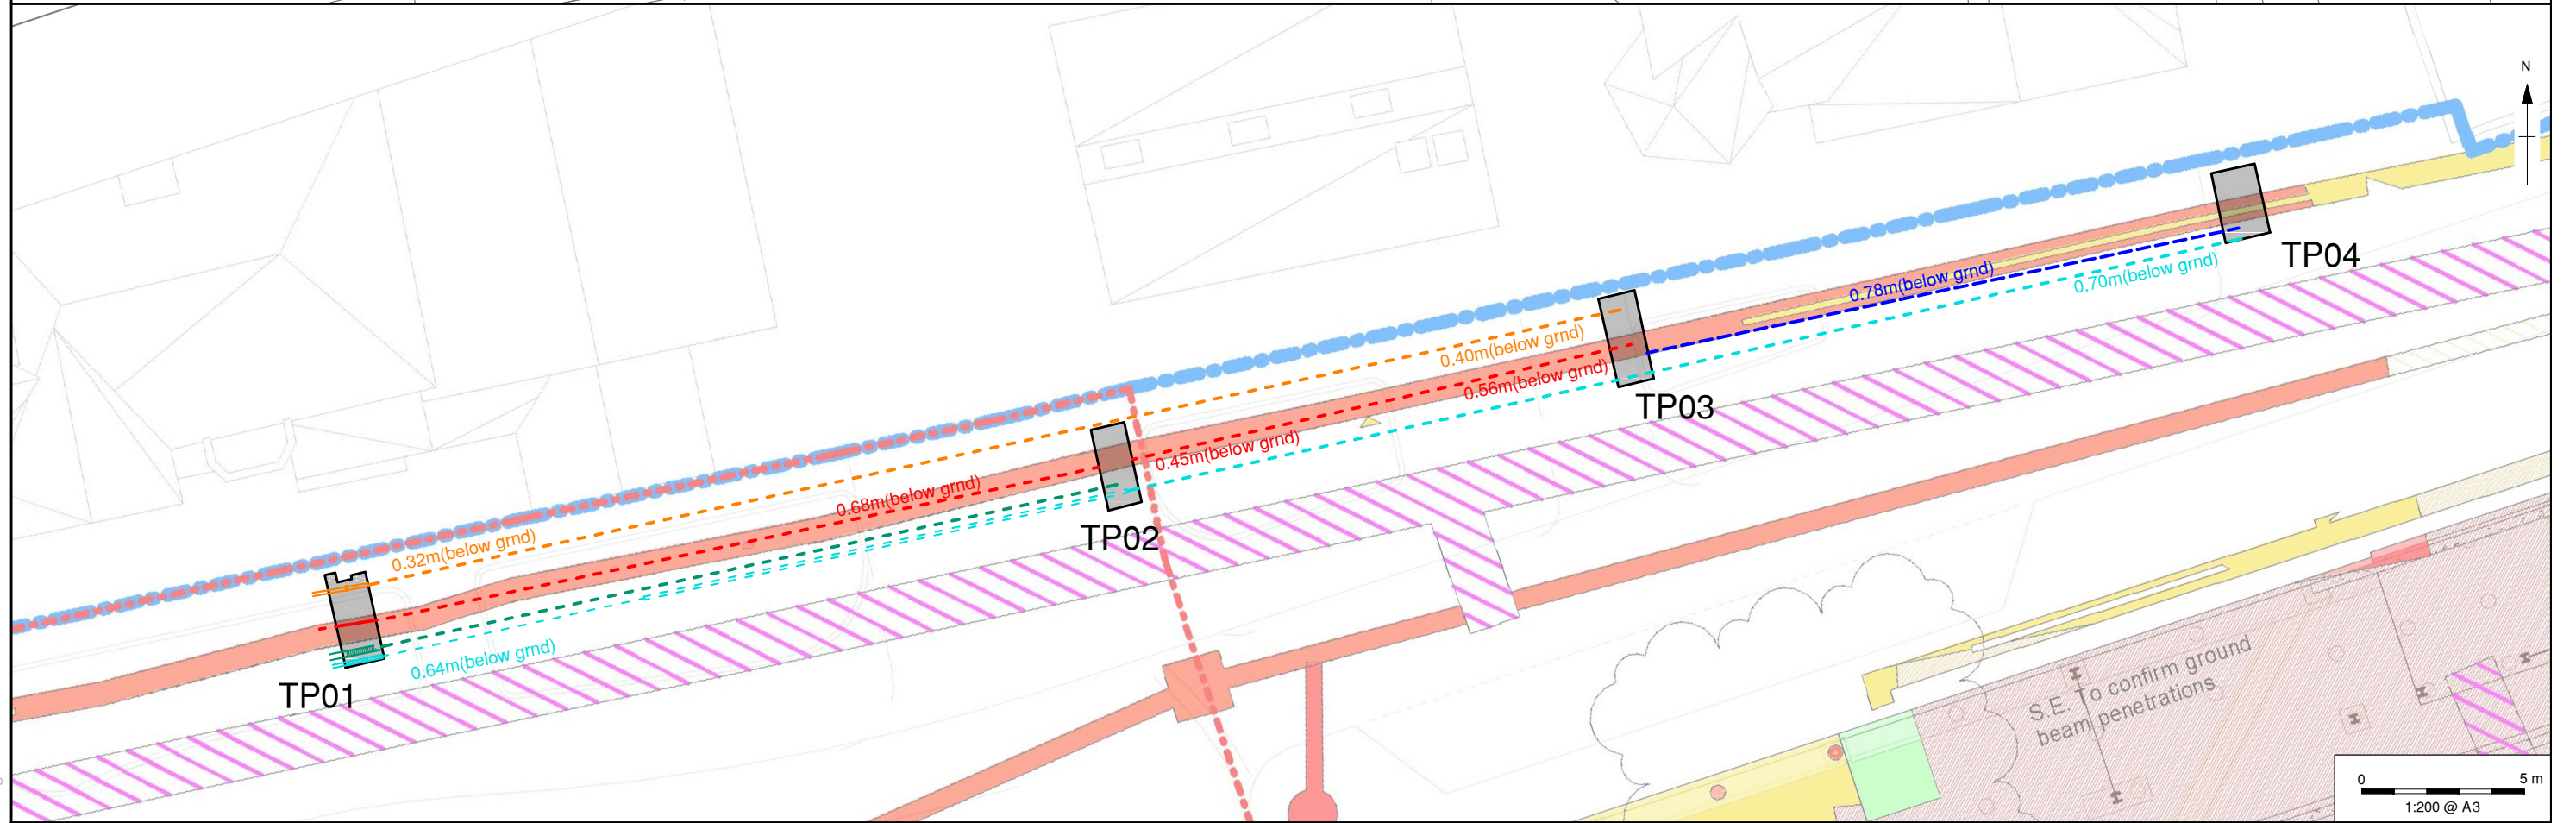 N
TP04
0.78m(below grnd)
0.70m(below grnd)
0.40m(below grnd)
0.56m(below grnd)
TP03
0.45m(below grnd)
0.68m(below grnd)
TP02
0.32m(below grnd)
0.64m(below grnd)
TP01
S.E. To confirm ground
beam penetrations
0 5 m
1:200 @ A3